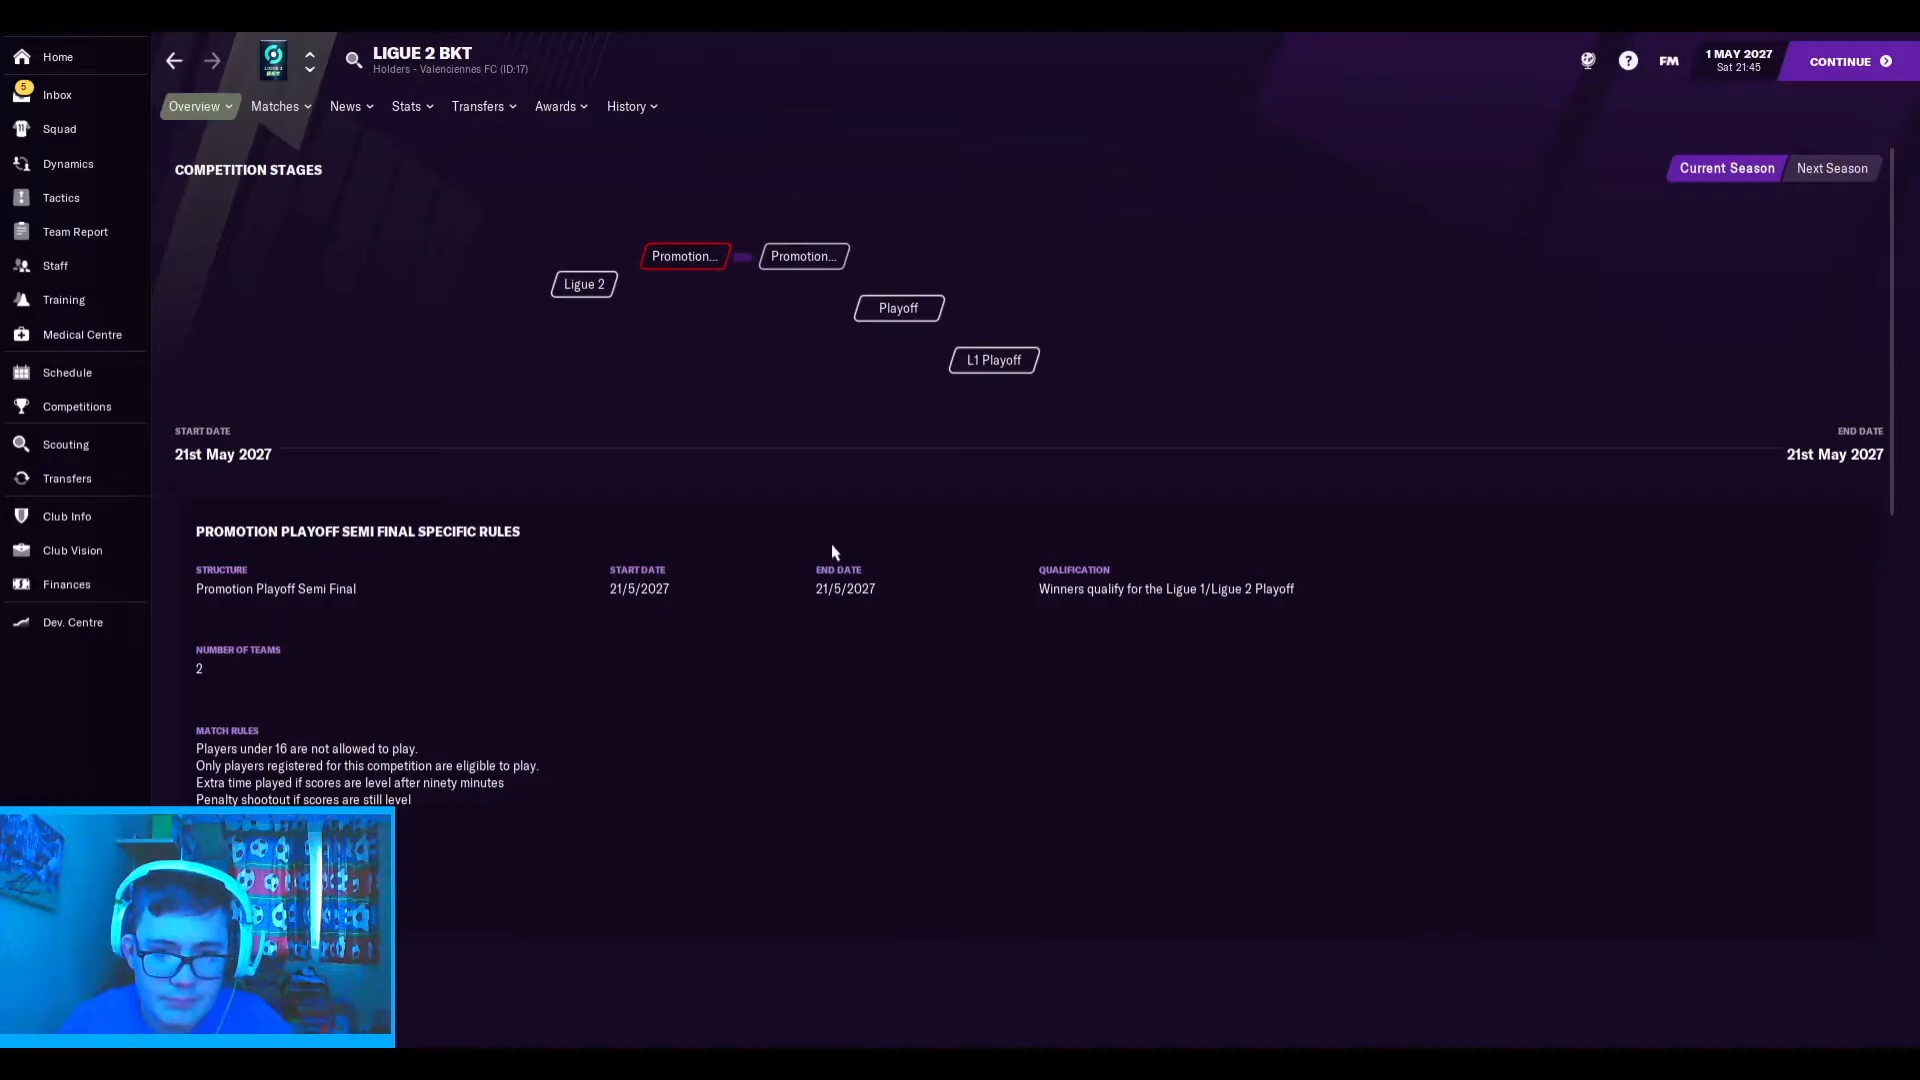 Home
5
Inbox
Squad
Dynamics
Tactics
Team Report
Staff
Training
Medical Centre
Schedule
Competitions
Scouting
Transfers
Club Info
Club Vision
Finances
Dev. Centre
LIGUE 2 BKT
Holders - Valenciennes FC (ID:17)
FM
1 MAY 2027
Sat 21:45
CONTINUE
Overview
Matches
News
Stats
Transfers
Awards
History
COMPETITION STAGES
Current Season
Next Season
Promotion...
Promotion...
Ligue 2
Playoff
L1 Playoff
START DATE
21st May 2027
END DATE
21st May 2027
PROMOTION PLAYOFF SEMI FINAL SPECIFIC RULES
STRUCTURE
Promotion Playoff Semi Final
START DATE
21/5/2027
END DATE
21/5/2027
QUALIFICATION
Winners qualify for the Ligue 1/Ligue 2 Playoff
NUMBER OF TEAMS
2
MATCH RULES
Players under 16 are not allowed to play.
Only players registered for this competition are eligible to play.
Extra time played if scores are level after ninety minutes
Penalty shootout if scores are still level